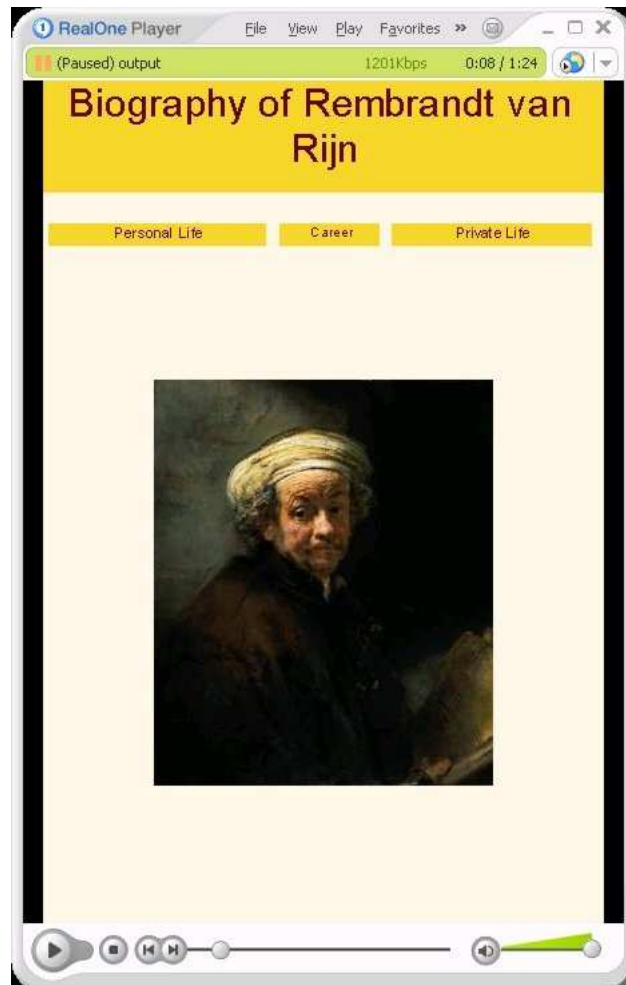 RealOne Player File View Play Favorites »
(Paused) output 1201Kbps 0:08 / 1:24
Biography of Rembrandt van
Rijn
Personal Life Career Private Life